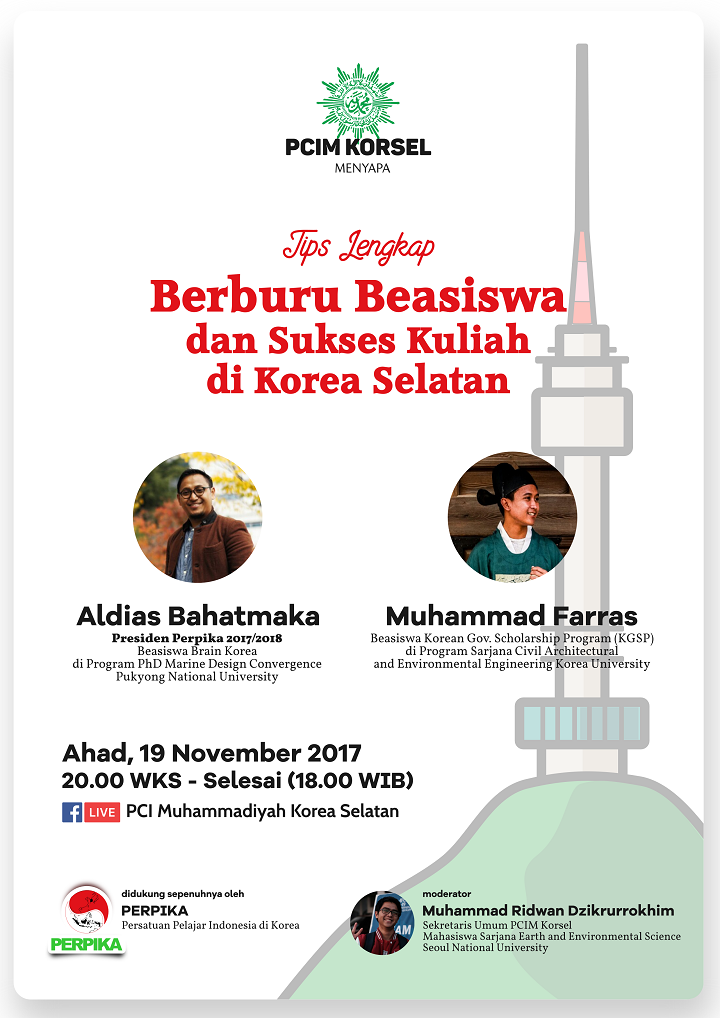 PCIM KORSEL
MENYAPA
Tips Lengkap
Berburu Beasiswa
dan Sukses Kuliah
di Korea Selatan
Aldias Bahatmaka
Presiden Perpika 2017/2018
Beasiswa Brain Korea
di Program PhD Marine Design Convergence
Pukyong National University
Muhammad Farras
Beasiswa Korean Gov. Scholarship Program (KGSP)
di Program Sarjana Civil Architectural
and Environmental Engineering Korea University
Ahad, 19 November 2017
20.00 WKS - Selesai (18.00 WIB)
f LIVE PCI Muhammadiyah Korea Selatan
PERPIKA
didukung sepenuhnya oleh
PERPIKA
Persatuan Pelajar Indonesia di Korea
moderator
Muhammad Ridwan Dzikrurrokhim
Sekretaris Umum PCIM Korsel
Mahasiswa Sarjana Earth and Environmental Science
Seoul National University